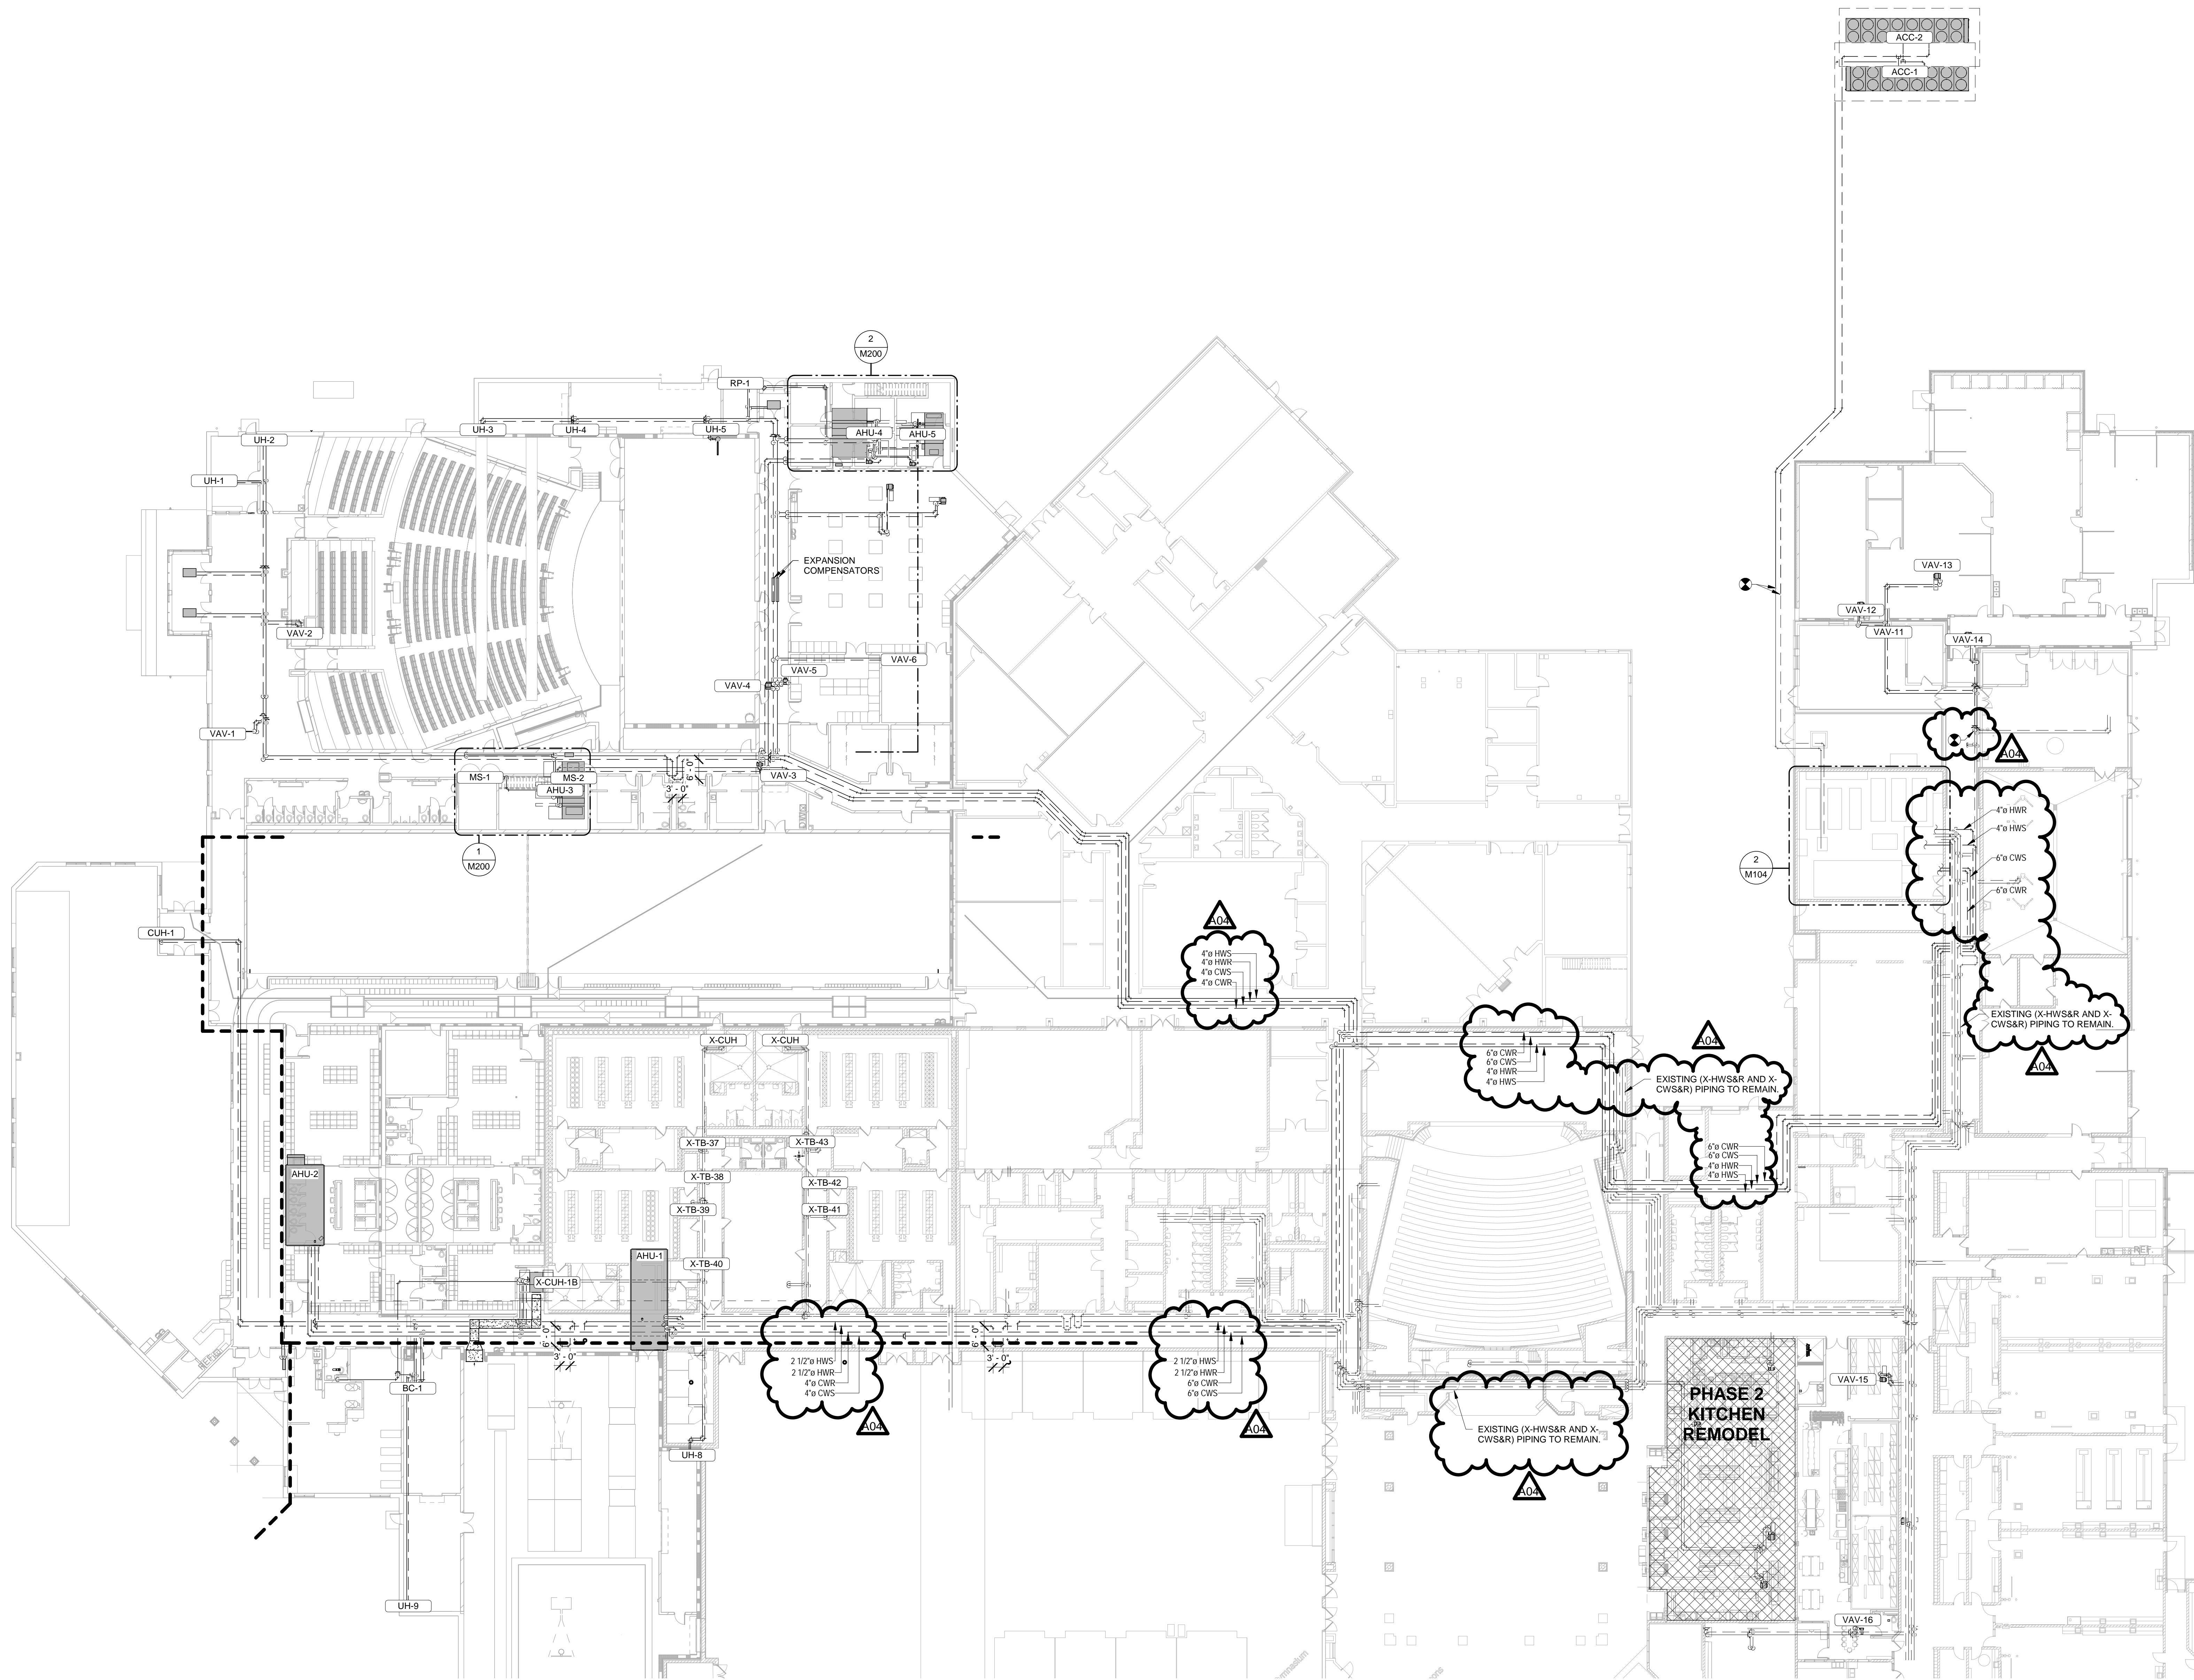 ACC-2
ACC-1
2
M200
RP-1
UH-3
UH-4
UH-5
AHU-4
AHU-5
UH-2
UH-1
EXPANSION
COMPENSATORS
VAV-13
VAV-12
VAV-11
VAV-14
VAV-2
VAV-6
VAV-5
VAV-4
VAV-1
A04
MS-1
MS-2
AHU-3
VAV-3
6' - 0"
3' - 0"
1
M200
2
M104
4"ø HWR
4"ø HWS
6"ø CWS
6"ø CWR
CUH-1
A04
4"ø HWS
4"ø HWR
4"ø CWS
4"ø CWR
EXISTING (X-HWS&R AND X-
CWS&R) PIPING TO REMAIN.
A04
X-CUH
X-CUH
6"ø CWR
6"ø CWS
4"ø HWR
4"ø HWS
A04
EXISTING (X-HWS&R AND X-
CWS&R) PIPING TO REMAIN.
X-TB-37
X-TB-43
6"ø CWR
6"ø CWS
4"ø HWR
4"ø HWS
AHU-2
X-TB-38
X-TB-42
X-TB-39
X-TB-41
AHU-1
X-TB-40
X-CUH-1B
REF.
6' - 0"
3' - 0"
6' - 0"
3' - 0"
2 1/2"ø HWS
2 1/2"ø HWR
4"ø CWR
4"ø CWS
A04
2 1/2"ø HWS
2 1/2"ø HWR
6"ø CWR
6"ø CWS
A04
REF.
BC-1
VAV-15
PHASE 2
KITCHEN
REMODEL
EXISTING (X-HWS&R AND X-
CWS&R) PIPING TO REMAIN.
A04
UH-8
UH-9
VAV-16